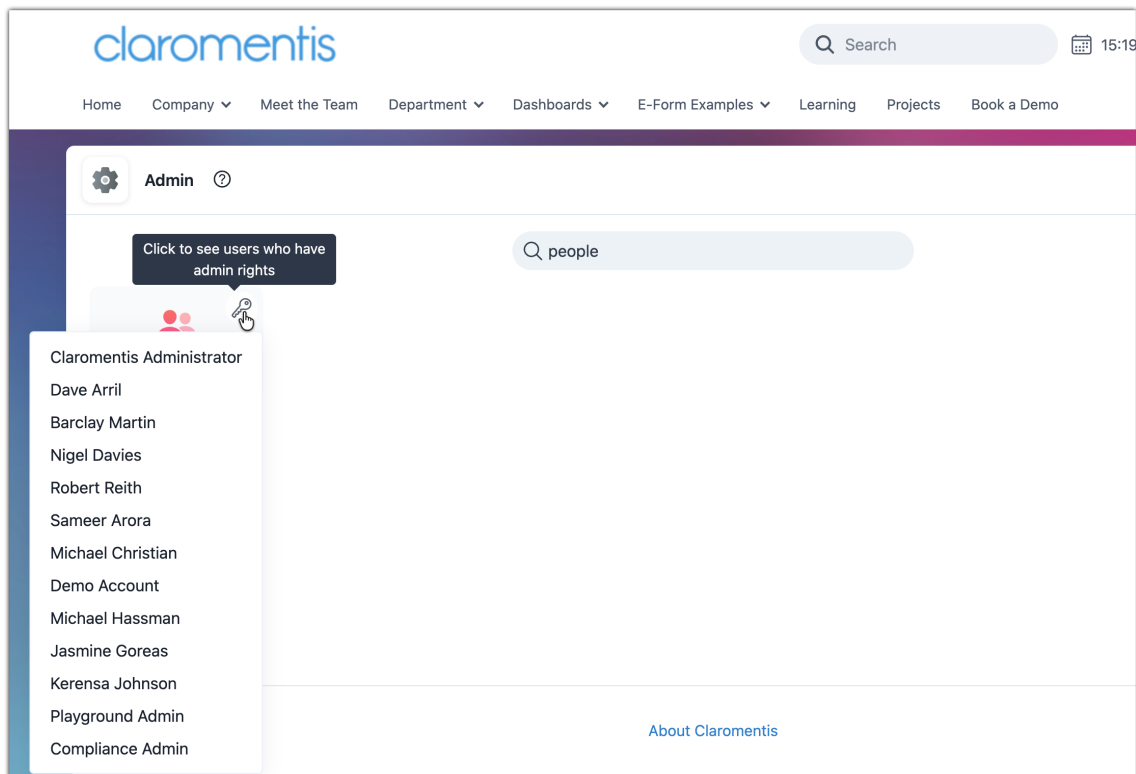 claromentis
Search
15:19
Home Company Meet the Team Department Dashboards E-Form Examples Learning Projects Book a Demo
Admin ?
Click to see users who have
admin rights
people
Claromentis Administrator
Dave Arril
Barclay Martin
Nigel Davies
Robert Reith
Sameer Arora
Michael Christian
Demo Account
Michael Hassman
Jasmine Goreas
Kerensa Johnson
Playground Admin
Compliance Admin
About Claromentis